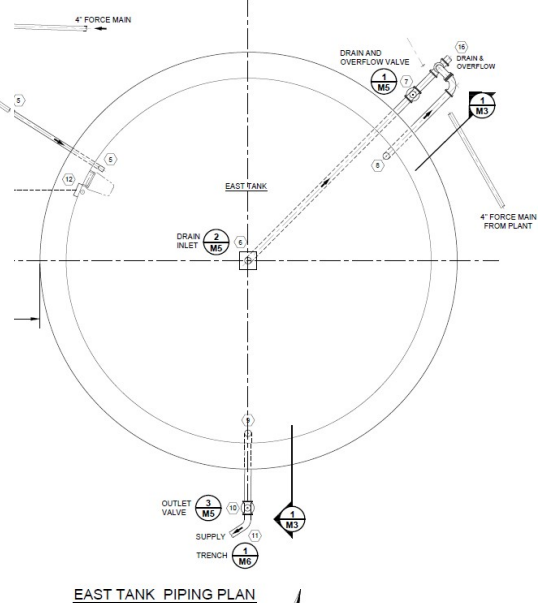 4" FORCE MAIN
DRAIN AND
OVERFLOW VALVE
1
M5
7
16
DRAIN &
OVERFLOW
1
M3
5
5
12
8
EAST TANK
4" FORCE MAIN
FROM PLANT
DRAIN
INLET
2
M5
6
9
OUTLET
VALVE
3
M5
10
1
M3
SUPPLY
11
TRENCH
1
M6
EAST TANK PIPING PLAN